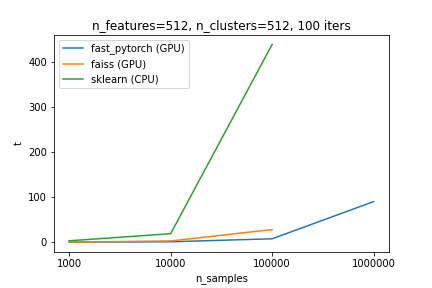 n_features=512, n_clusters=512, 100 iters
fast_pytorch (GPU)
faiss (GPU)
sklearn (CPU)
400
300
200
100
0
t
1000
10000
100000
1000000
n_samples